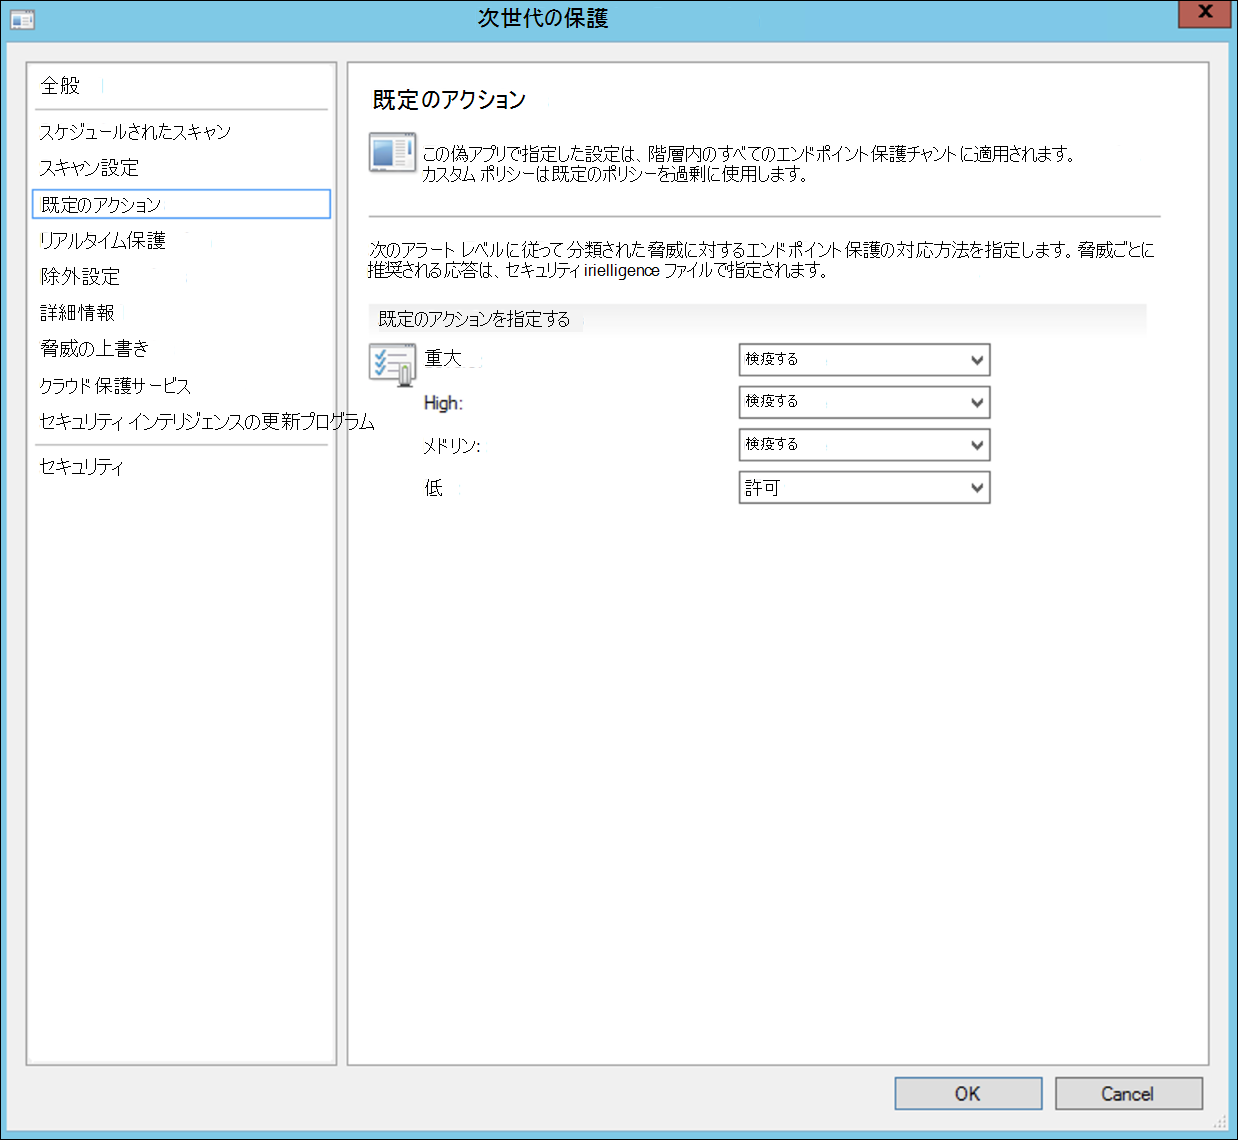 次世代の保護
x
全般
スケジュールされたスキャン
スキャン設定
既定のアクション
リアルタイム保護
除外設定
詳細情報
脅威の上書き
クラウド保護サービス
セキュリティ インテリジェンスの更新プログラム
セキュリティ
既定のアクション
この偽アプリで指定した設定は、階層内のすべてのエンドポイント保護チャントに適用されます。
カスタム ポリシーは既定のポリシーを過剰に使用します。
次のアラート レベルに従って分類された脅威に対するエンドポイント保護の対応方法を指定します。脅威ごとに
推奨される応答は、セキュリティ irielligence ファイルで指定されます。
既定のアクションを指定する
重大 検疫する
High: 検疫する
メドリン: 検疫する
低 許可
OK Cancel